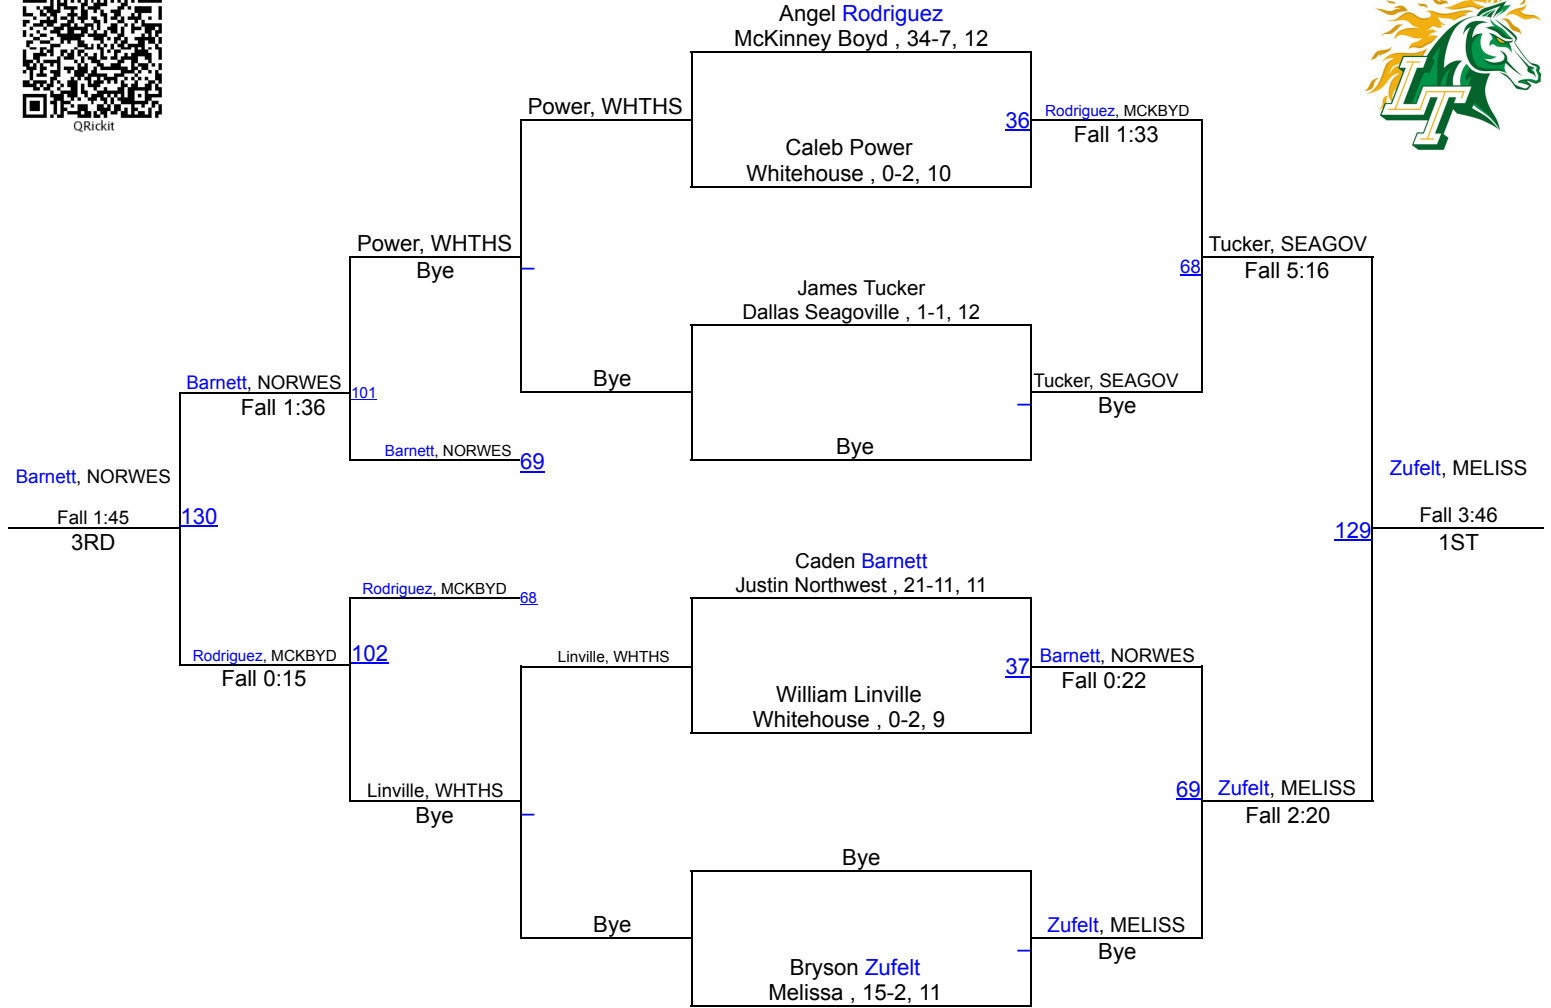 QRickit
LT
Angel Rodriguez
McKinney Boyd , 34-7, 12
Power, WHTHS
36
Rodriguez, MCKBYD
Fall 1:33
Caleb Power
Whitehouse , 0-2, 10
Power, WHTHS
Bye
Tucker, SEAGOV
68
Fall 5:16
James Tucker
Dallas Seagoville , 1-1, 12
Bye
Tucker, SEAGOV
Bye
Barnett, NORWES
101
Fall 1:36
Bye
Barnett, NORWES
69
Barnett, NORWES
Fall 1:45
3RD
130
Zufelt, MELISS
Fall 3:46
1ST
129
Caden Barnett
Justin Northwest , 21-11, 11
Rodriguez, MCKBYD
68
Rodriguez, MCKBYD
102
Fall 0:15
Linville, WHTHS
37
Barnett, NORWES
Fall 0:22
William Linville
Whitehouse , 0-2, 9
Linville, WHTHS
Bye
69
Zufelt, MELISS
Fall 2:20
Bye
Bye
Zufelt, MELISS
Bye
Bryson Zufelt
Melissa , 15-2, 11